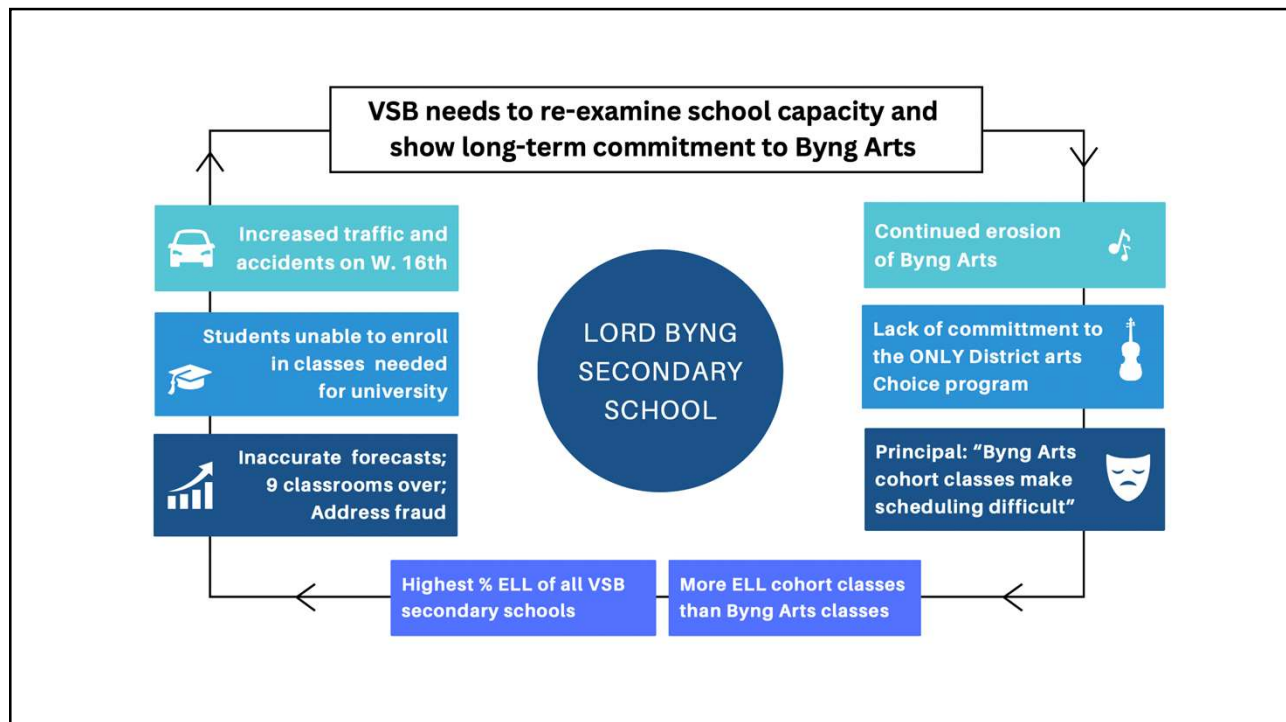 VSB needs to re-examine school capacity and
show long-term commitment to Byng Arts
Increased traffic and
accidents on W. 16th
Students unable to enroll
in classes needed
for university
Inaccurate forecasts;
9 classrooms over;
Address fraud
LORD BYNG
SECONDARY
SCHOOL
Continued erosion
of Byng Arts
Lack of committment to
the ONLY District arts
Choice program
Principal: “Byng Arts
cohort classes make
scheduling difficult”
Highest % ELL of all VSB
secondary schools
More ELL cohort classes
than Byng Arts classes